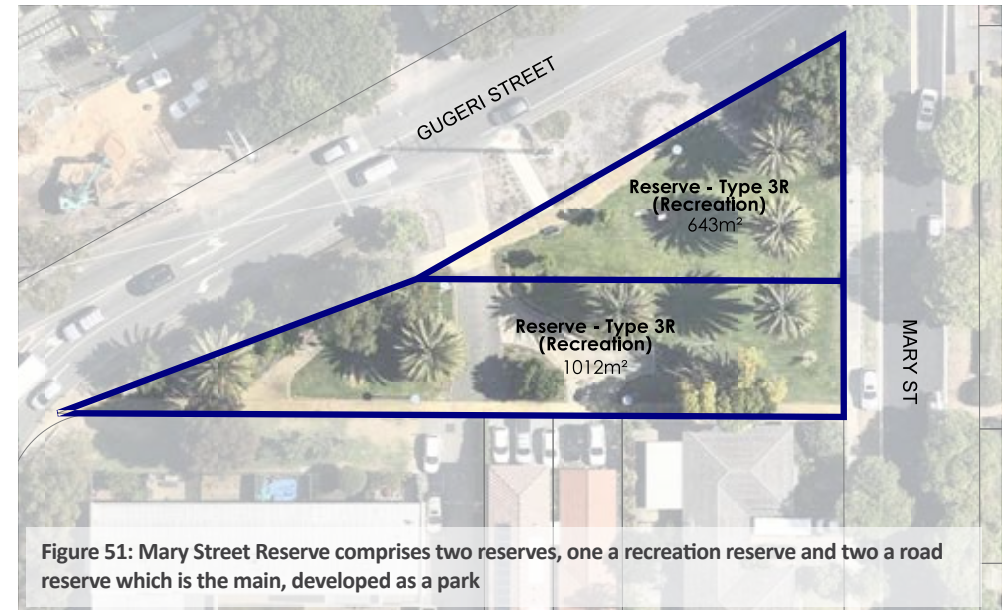 GUGERI STREET
Reserve - Type 3R
(Recreation)
643m²
Reserve - Type 3R
(Recreation)
1012m²
MARY ST
Figure 51: Mary Street Reserve comprises two reserves, one a recreation reserve and two a road
reserve which is the main, developed as a park